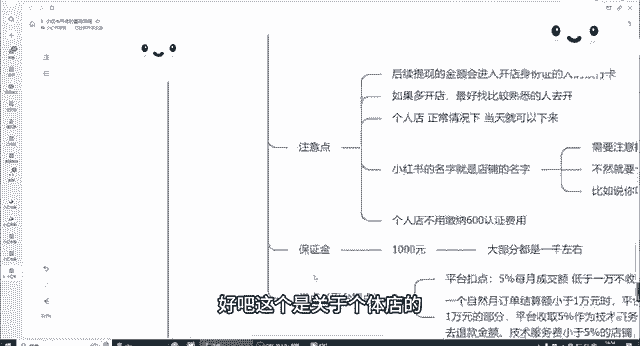 后续提现的金额会进入开店身份证的人的银行卡
如果多开店，最好找比较熟悉的人去开
个人店 正常情况下 当天就可以下来
注意点
需要注意
小红书的名字就是店铺的名字
不然就要
比如说你
个人店不用缴纳600认证费用
保证金
1000元
大部分都是一千左右
平台扣点：5%每月成交额 低于一万不收
一个自然月订单结算额小于1万元时，平
1万元的部分，平台收取5%作为技术服务
去退款金额。技术服务费小于5%的店铺
好吧这个是关于个体店的